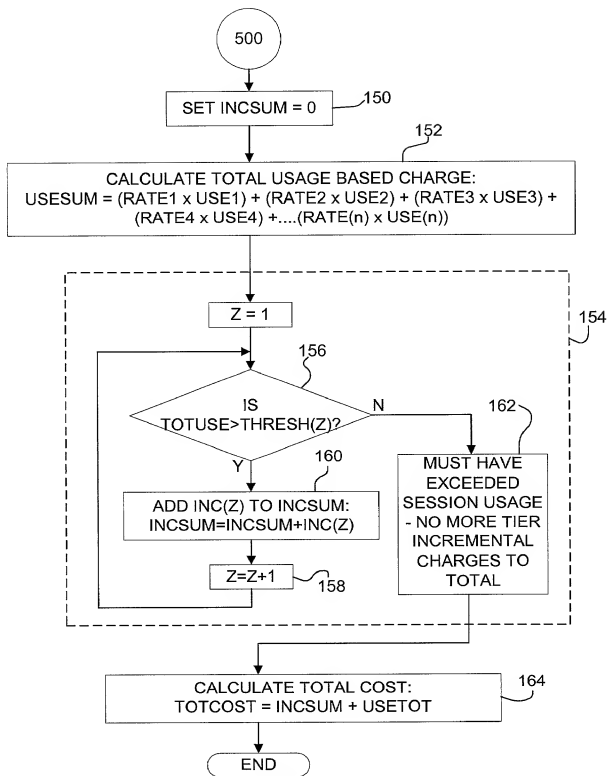 500
SET INCSUM = 0
150
152
CALCULATE TOTAL USAGE BASED CHARGE:
USESUM = (RATE1 x USE1) + (RATE2 x USE2) + (RATE3 x USE3) +
(RATE4 x USE4) +....(RATE(n) x USE(n))
154
Z = 1
156
IS
TOTUSE>THRESH(Z)?
N
Y
162
MUST HAVE
EXCEEDED
SESSION USAGE
- NO MORE TIER
INCREMENTAL
CHARGES TO
TOTAL
160
ADD INC(Z) TO INCSUM:
INCSUM=INCSUM+INC(Z)
Z=Z+1
158
CALCULATE TOTAL COST:
TOTCOST = INCSUM + USETOT
164
END